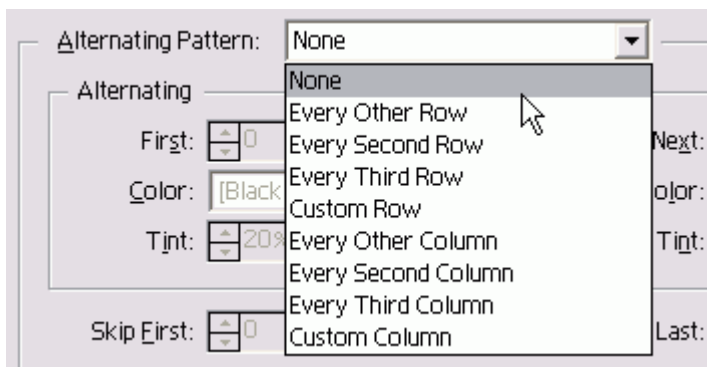 Alternating Pattern: None
None
Alternating
Every Other Row
First: 0 Every Second Row Next:
Color: [Black Every Third Row olor:
Custom Row
Tint: 20% Every Other Column Tint:
Every Second Column
Every Third Column
Skip First: 0 Custom Column Last: